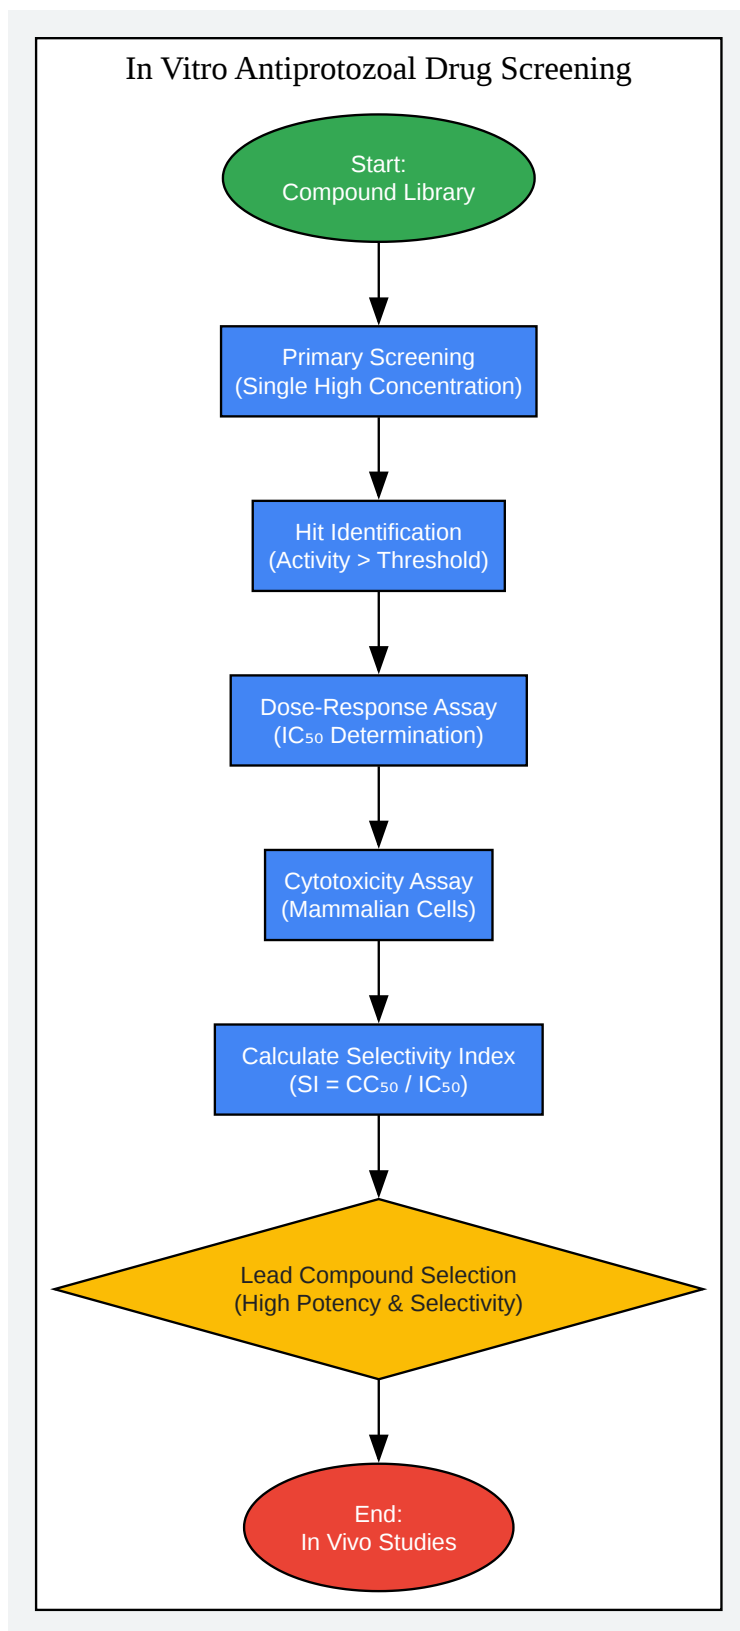 In Vitro Antiprotozoal Drug Screening
Start:
Compound Library
Primary Screening
(Single High Concentration)
Hit Identification
(Activity > Threshold)
Dose-Response Assay
(IC₅₀ Determination)
Cytotoxicity Assay
(Mammalian Cells)
Calculate Selectivity Index
(SI = CC₅₀ / IC₅₀)
Lead Compound Selection
(High Potency & Selectivity)
End:
In Vivo Studies